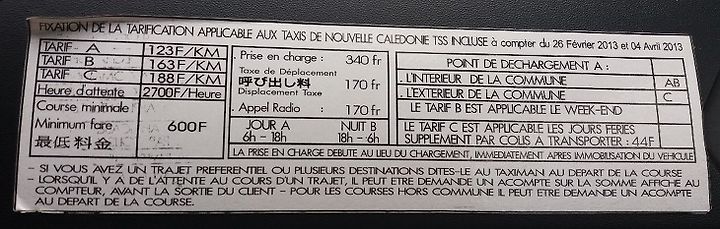 FIXATION DE LA TARIFICATION APPLICABLE AUX TAXIS DE NOUVELLE CALEDONIE TSS INCLUSE à compter du 26 Février 2013 et 04 Avril 2013
TARIF A 123F/KM
TARIF B 163F/KM
TARIF C 188F/KM
Heure d'attente 2700F/Heure
Course minimale
Minimum fare 600F
最低料金
. Prise en charge : 340 fr
Taxe de Déplacement
呼び出し料 170 fr
Displacement Taxe
. Appel Radio : 170 fr
JOUR A NUIT B
6h - 18h 18h - 6h
POINT DE DECHARGEMENT A :
. L'INTERIEUR DE LA COMMUNE AB
. L'EXTERIEUR DE LA COMMUNE C
LE TARIF B EST APPLICABLE LE WEEK-END
LE TARIF C EST APPLICABLE LES JOURS FERIES
SUPPLEMENT PAR COLIS A TRANSPORTER : 44F
LA PRISE EN CHARGE DEBUTE AU LIEU DU CHARGEMENT, IMMEDIATEMENT APRES IMMOBILISATION DU VEHICULE
- SI VOUS AVEZ UN TRAJET PREFERENTIEL OU PLUSIEURS DESTINATIONS DITES-LE AU TAXIMAN AU DEPART DE LA COURSE
- LORSQU'IL Y A DE L'ATTENTE AU COURS D'UN TRAJET, IL PEUT ETRE DEMANDE UN ACOMPTE SUR LA SOMME AFFICHE AU
COMPTEUR, AVANT LA SORTIE DU CLIENT - POUR LES COURSES HORS COMMUNE IL PEUT ETRE DEMANDE UN ACOMPTE
AU DEPART DE LA COURSE.